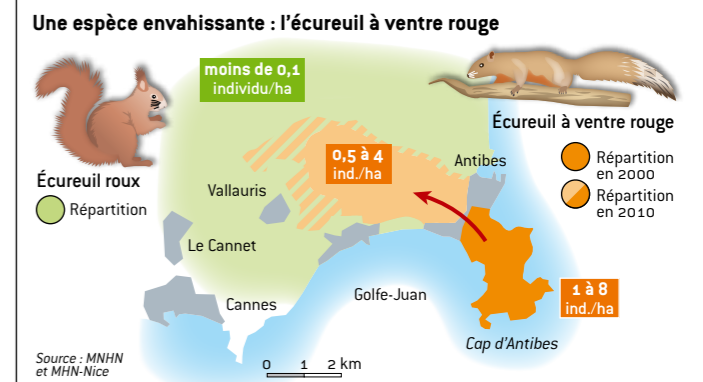 Une espèce envahissante : l'écureuil à ventre rouge
moins de 0,1
individu/ha
Écureuil à ventre rouge
Répartition
en 2000
Répartition
en 2010
Écureuil roux
Répartition
0,5 à 4
ind./ha
Antibes
Vallauris
Le Cannet
Cannes
Golfe-Juan
1 à 8
ind./ha
Cap d'Antibes
Source : MNHN
et MHN-Nice
0 1 2 km